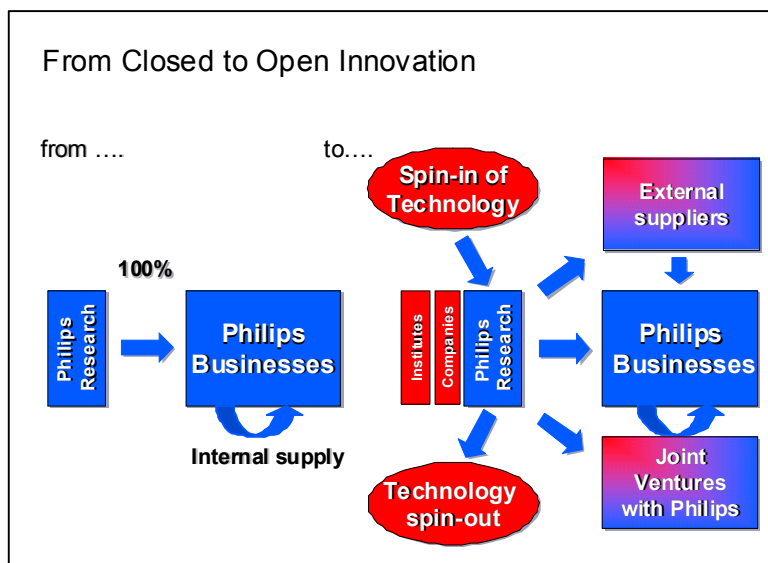 From Closed to Open Innovation
from ....
to....
100%
Philips
Research
Philips
Businesses
Internal supply
Spin-in of
Technology
Institutes
Companies
Philips
Research
Technology
spin-out
External
suppliers
Philips
Businesses
Joint
Ventures
with Philips